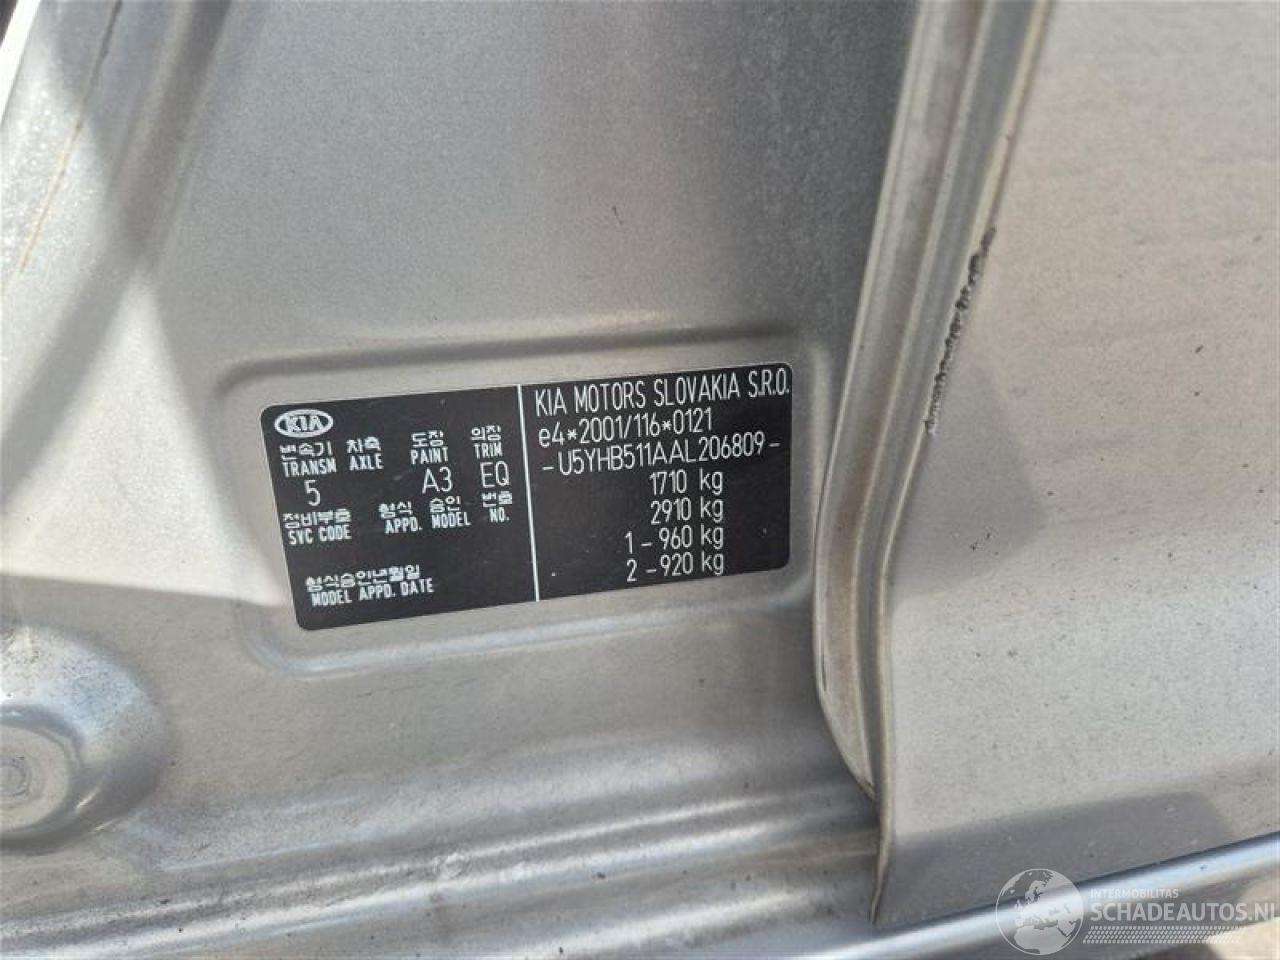 KIA
변속기 차축 도장 의장
TRANSM AXLE PAINT TRIM
5 A3 EQ
정비부호 형식 승인 번호
SVC CODE APPD. MODEL NO.
형식승인년월일
MODEL APPD. DATE
KIA MOTORS SLOVAKIA S.R.O.
e4*2001/116*0121
-U5YHB511AAL206809-
1710 kg
2910 kg
1-960 kg
2-920 kg
INTERMOBILITAS
SCHADEAUTOS.NL